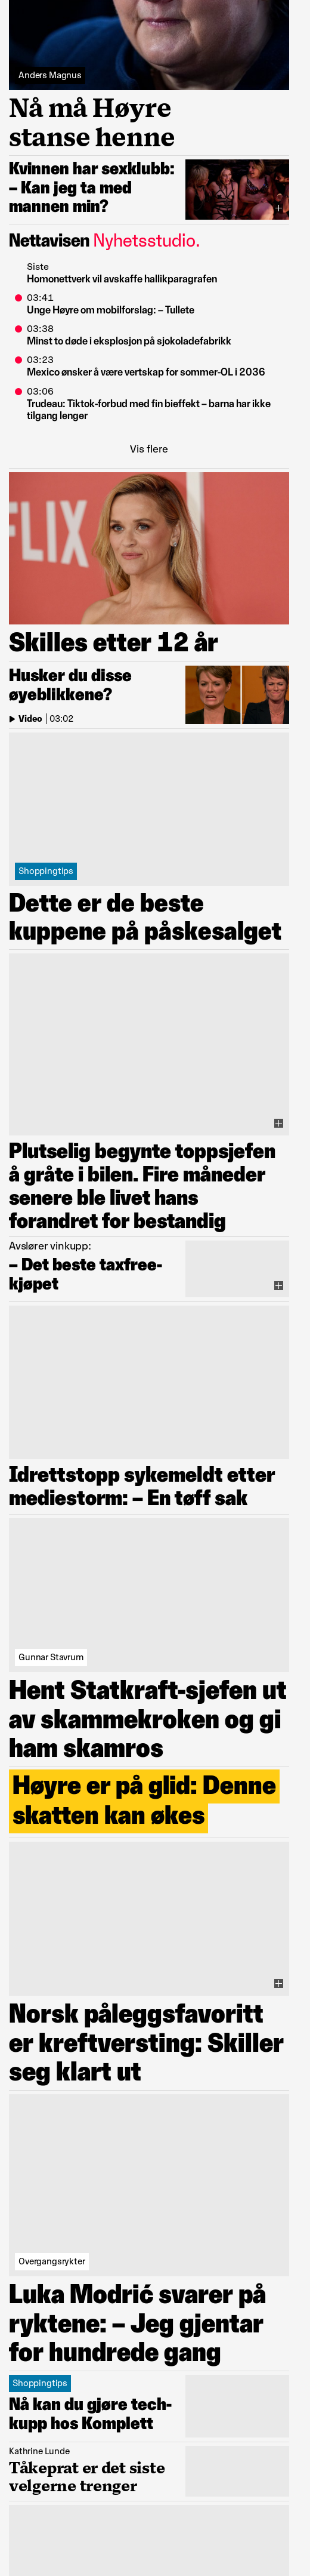 Anders Magnus
Nå må Høyre
stanse henne
Kvinnen har sexklubb:
– Kan jeg ta med
mannen min?
Nettavisen Nyhetsstudio.
Siste
Homonettverk vil avskaffe hallikparagrafen
03:41
Unge Høyre om mobilforslag: – Tullete
03:38
Minst to døde i eksplosjon på sjokoladefabrikk
03:23
Mexico ønsker å være vertskap for sommer-OL i 2036
03:06
Trudeau: Tiktok-forbud med fin bieffekt – barna har ikke
tilgang lenger
Vis flere
FLIX
Skilles etter 12 år
Husker du disse
øyeblikkene?
Video | 03:02
Shoppingtips
Dette er de beste
kuppene på påskesalget
Plutselig begynte toppsjefen
å gråte i bilen. Fire måneder
senere ble livet hans
forandret for bestandig
Avslører vinkupp:
– Det beste taxfree-
kjøpet
Idrettstopp sykemeldt etter
mediestorm: – En tøff sak
Gunnar Stavrum
Hent Statkraft-sjefen ut
av skammekroken og gi
ham skamros
Høyre er på glid: Denne
skatten kan økes
Norsk påleggsfavoritt
er kreftversting: Skiller
seg klart ut
Overgangsrykter
Luka Modrić svarer på
ryktene: – Jeg gjentar
for hundrede gang
Shoppingtips
Nå kan du gjøre tech-
kupp hos Komplett
Kathrine Lunde
Tåkeprat er det siste
velgerne trenger